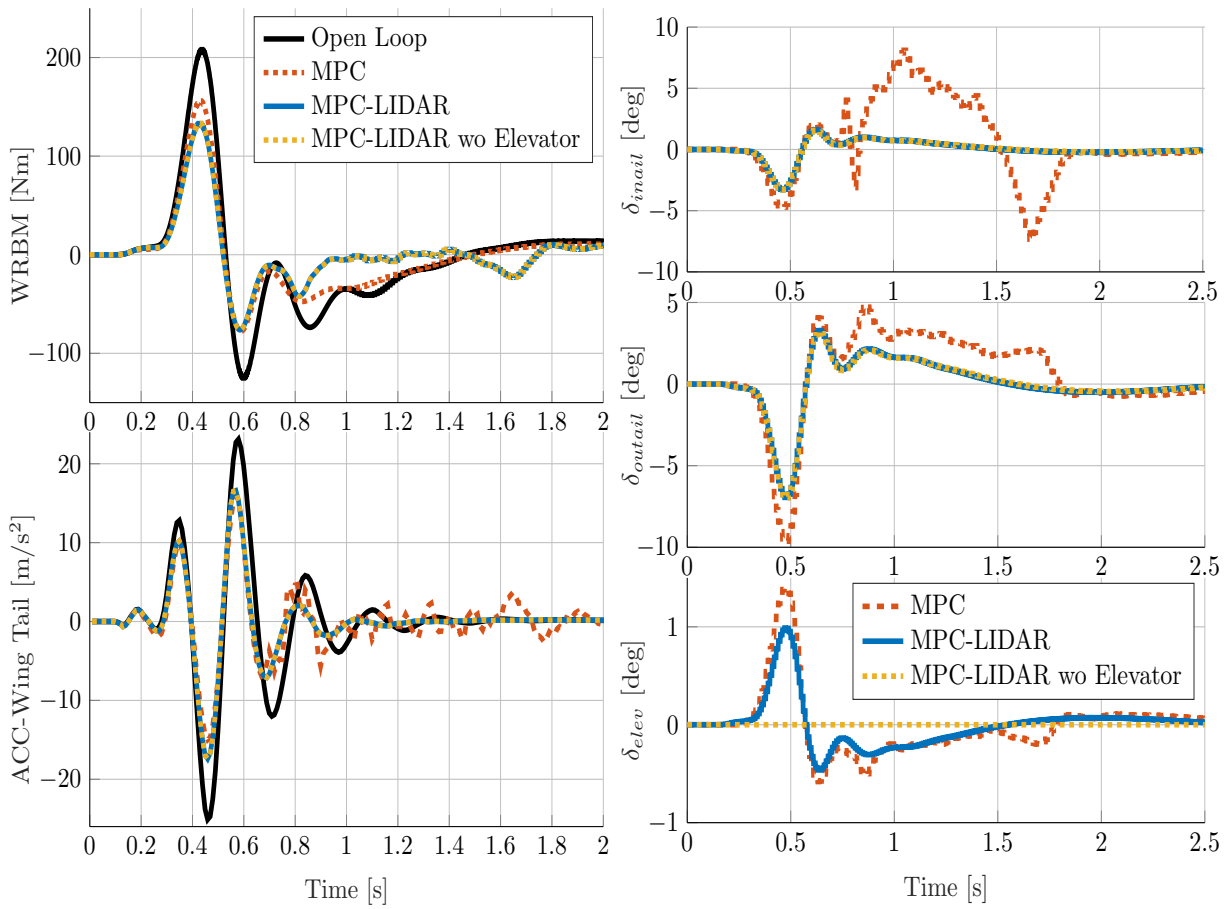 200
100
0
−100
WRBM [Nm]
Open Loop
MPC
MPC-LIDAR
MPC-LIDAR wo Elevator
0 0.2 0.4 0.6 0.8 1 1.2 1.4 1.6 1.8 2
20
10
0
−10
−20
ACC-Wing Tail [m/s²]
0 0.2 0.4 0.6 0.8 1 1.2 1.4 1.6 1.8 2
Time [s]
10
5
0
−5
−10
δinail [deg]
0 0.5 1 1.5 2 2.5
5
0
−5
−10
δoutail [deg]
0 0.5 1 1.5 2 2.5
1
0
−1
δelev [deg]
MPC
MPC-LIDAR
MPC-LIDAR wo Elevator
0 0.5 1 1.5 2 2.5
Time [s]